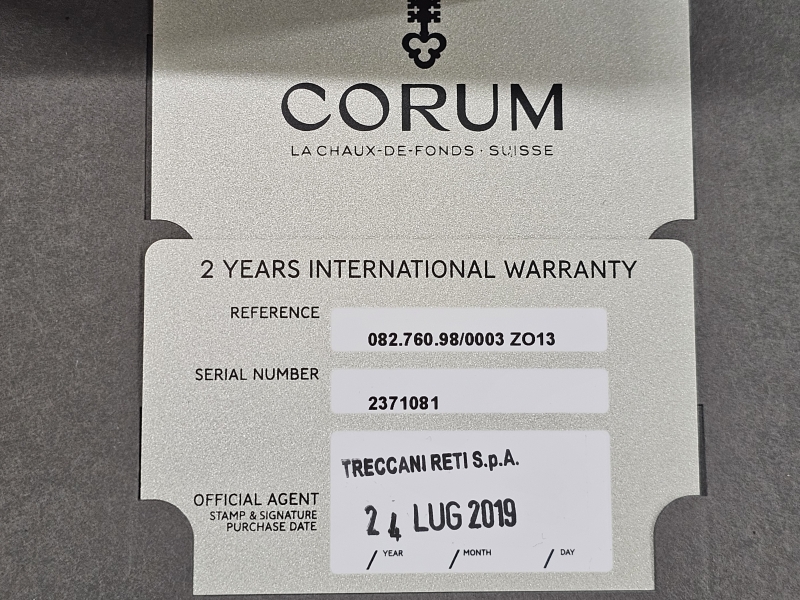 CORUM
LA CHAUX-DE-FONDS · SUISSE
2 YEARS INTERNATIONAL WARRANTY
REFERENCE
082.760.98/0003 ZO13
SERIAL NUMBER
2371081
TRECCANI RETI S.p.A.
OFFICIAL AGENT
STAMP & SIGNATURE
PURCHASE DATE
24 LUG 2019
/ YEAR / MONTH / DAY